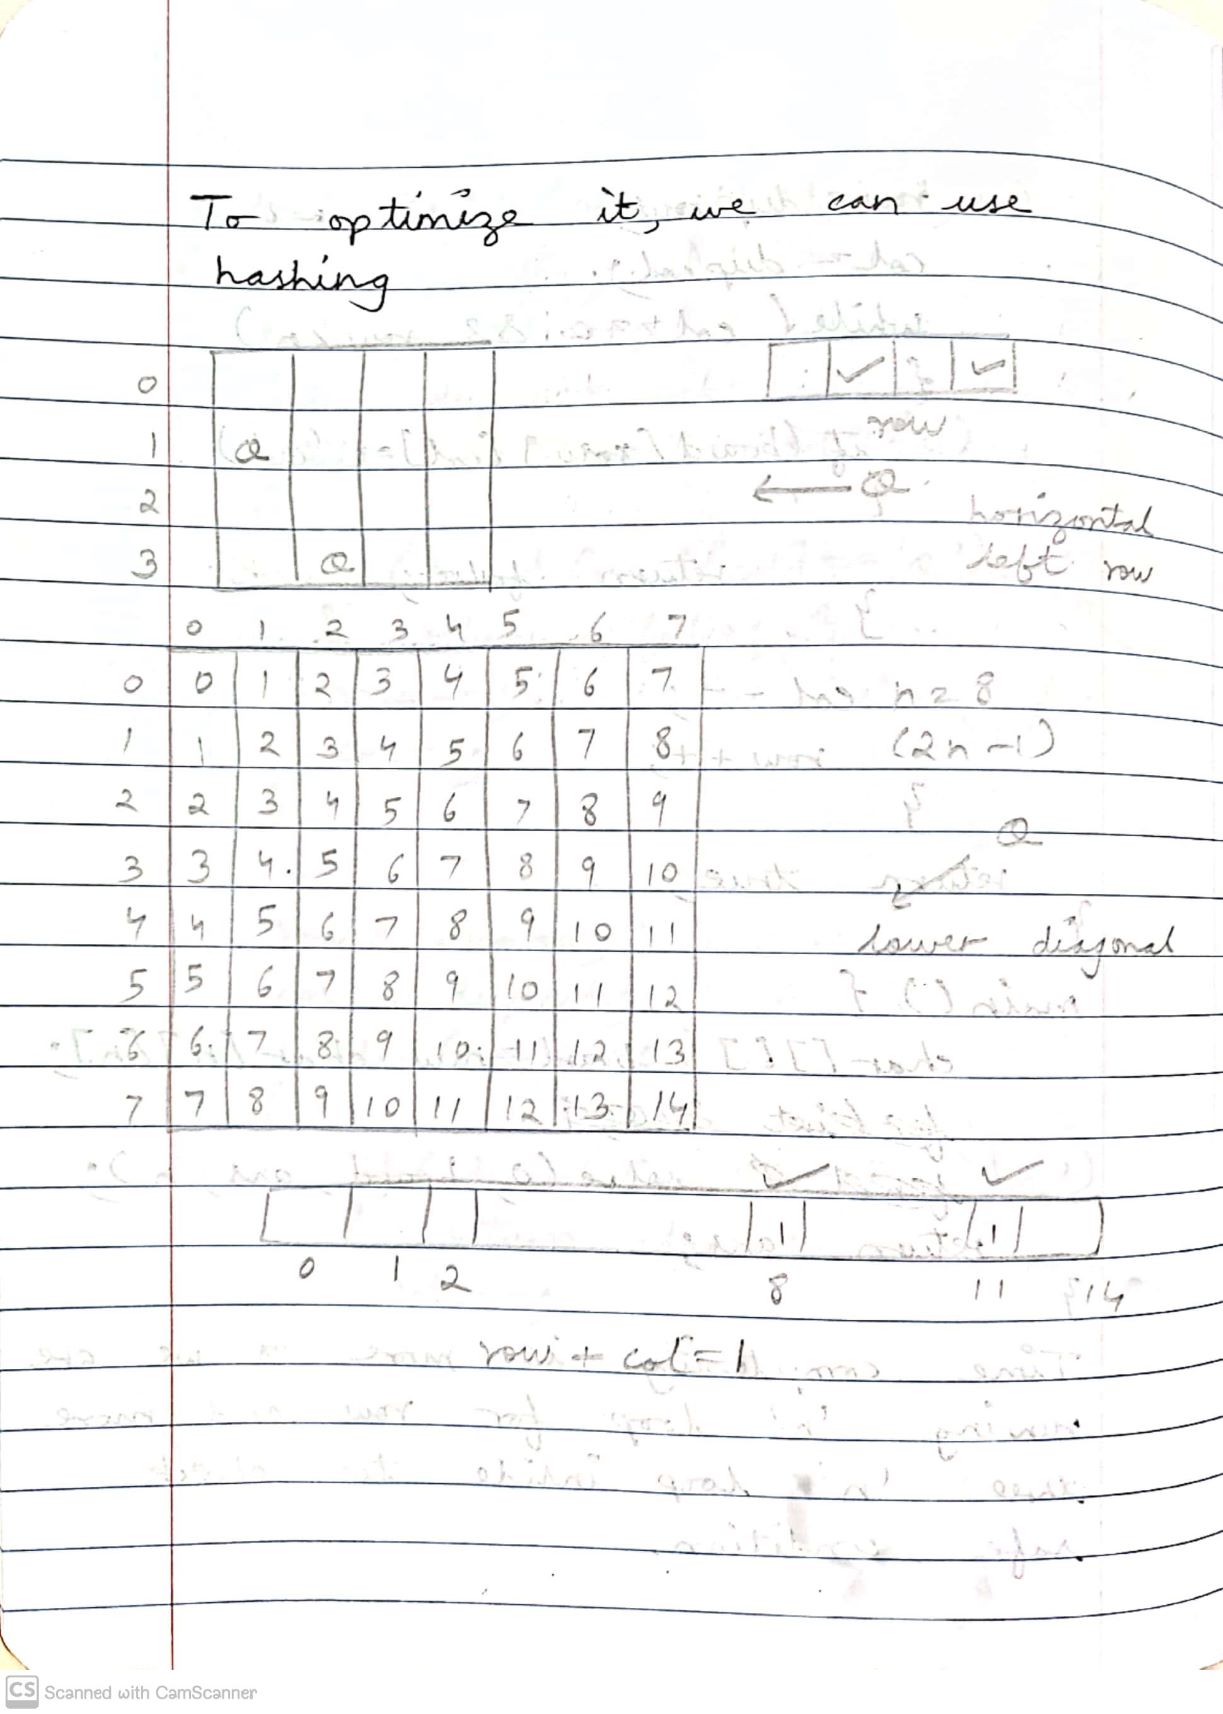 To optimize it, we can use
hashing
0
1 Q
2
3 Q
✓ ✓
row
← Q
horizontal
left row
0 1 2 3 4 5 6 7
0 0 1 2 3 4 5 6 7
1 1 2 3 4 5 6 7 8
2 2 3 4 5 6 7 8 9
3 3 4 5 6 7 8 9 10
4 4 5 6 7 8 9 10 11
5 5 6 7 8 9 10 11 12
6 6 7 8 9 10 11 12 13
7 7 8 9 10 11 12 13 14
n=8
(2n-1)
Q
lower diagonal
✓ ✓
1 1
0 1 2 8 11 14
row + col = 1
CS Scanned with CamScanner